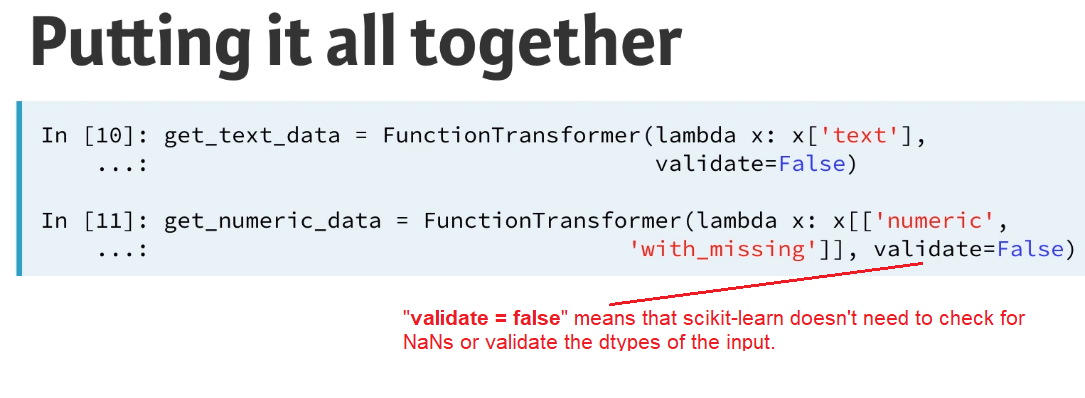 Putting it all together
In [10]: get_text_data = FunctionTransformer(lambda x: x['text'],
...: validate=False)
In [11]: get_numeric_data = FunctionTransformer(lambda x: x[['numeric',
...: 'with_missing']], validate=False)
"validate = false" means that scikit-learn doesn't need to check for
NaNs or validate the dtypes of the input.